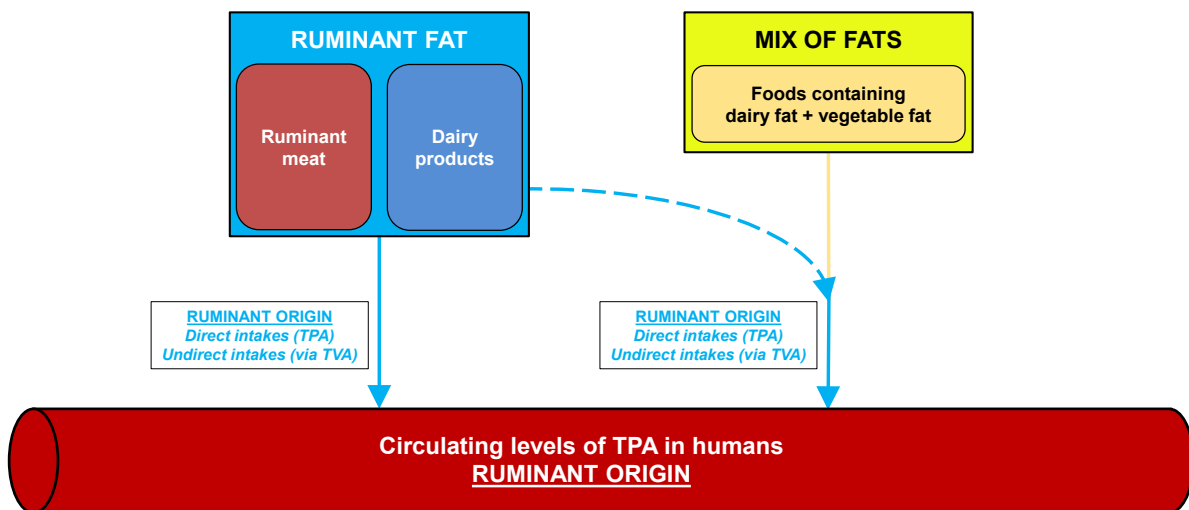 RUMINANT FAT
Ruminant
meat
Dairy
products
MIX OF FATS
Foods containing
dairy fat + vegetable fat
RUMINANT ORIGIN
Direct intakes (TPA)
Undirect intakes (via TVA)
RUMINANT ORIGIN
Direct intakes (TPA)
Undirect intakes (via TVA)
Circulating levels of TPA in humans
RUMINANT ORIGIN